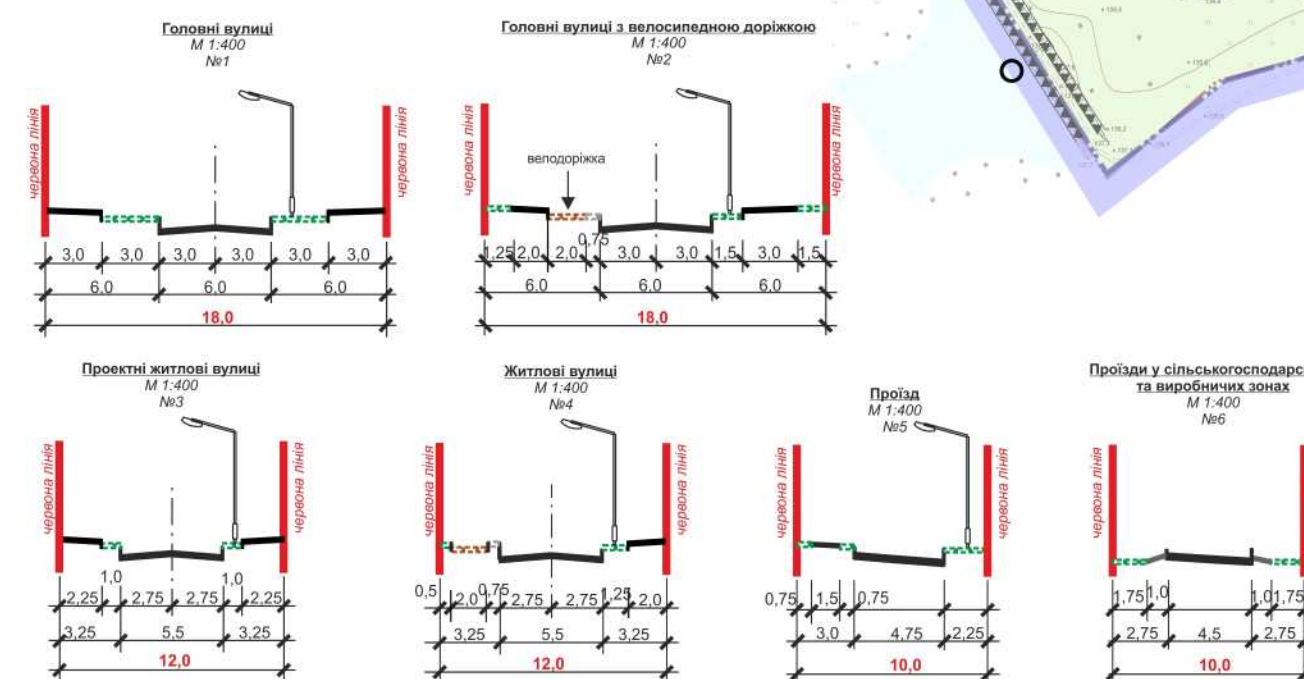 Головні вулиці
М 1:400
№1
червона лінія
червона лінія
3,0 3,0 3,0 3,0 3,0 3,0
6,0 6,0 6,0
18,0
Головні вулиці з велосипедною доріжкою
М 1:400
№2
червона лінія
червона лінія
велодоріжка
0,75
1,25 2,0 2,0 3,0 3,0 1,5 3,0 1,5
6,0 6,0 6,0
18,0
Проектні житлові вулиці
М 1:400
№3
червона лінія
червона лінія
1,0 1,0
2,25 2,75 2,75 2,25
3,25 5,5 3,25
12,0
Житлові вулиці
М 1:400
№4
червона лінія
червона лінія
0,5 2,0 0,75 2,75 2,75 1,25 2,0
3,25 5,5 3,25
12,0
Проїзд
М 1:400
№5
червона лінія
червона лінія
0,75 1,5 0,75
3,0 4,75 2,25
10,0
Проїзди у
та виробничих зонах
М 1:400
№6
червона лінія
1,75 1,0 1,0 1,75
2,75 4,5 2,75
10,0